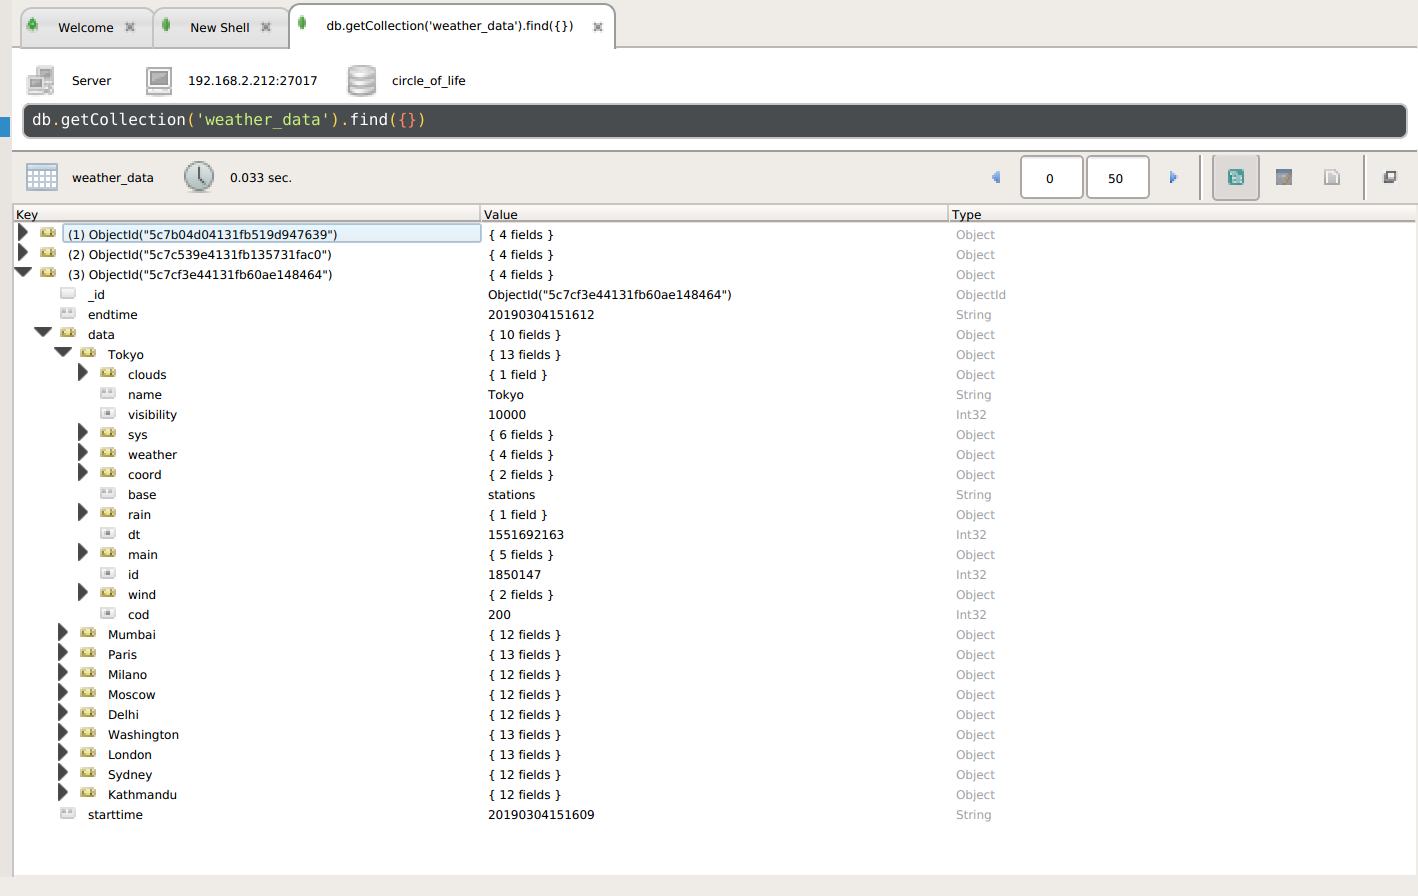 Welcome New Shell db.getCollection('weather_data').find({})
Server 192.168.2.212:27017 circle_of_life
db.getCollection('weather_data').find({})
weather_data 0.033 sec. 0 50
Key Value Type
(1) ObjectId("5c7b04d04131fb519d947639") { 4 fields } Object
(2) ObjectId("5c7c539e4131fb135731fac0") { 4 fields } Object
(3) ObjectId("5c7cf3e44131fb60ae148464") { 4 fields } Object
_id ObjectId("5c7cf3e44131fb60ae148464") ObjectId
endtime 20190304151612 String
data { 10 fields } Object
Tokyo { 13 fields } Object
clouds { 1 field } Object
name Tokyo String
visibility 10000 Int32
sys { 6 fields } Object
weather { 4 fields } Object
coord { 2 fields } Object
base stations String
rain { 1 field } Object
dt 1551692163 Int32
main { 5 fields } Object
id 1850147 Int32
wind { 2 fields } Object
cod 200 Int32
Mumbai { 12 fields } Object
Paris { 13 fields } Object
Milano { 12 fields } Object
Moscow { 12 fields } Object
Delhi { 12 fields } Object
Washington { 13 fields } Object
London { 13 fields } Object
Sydney { 12 fields } Object
Kathmandu { 12 fields } Object
starttime 20190304151609 String